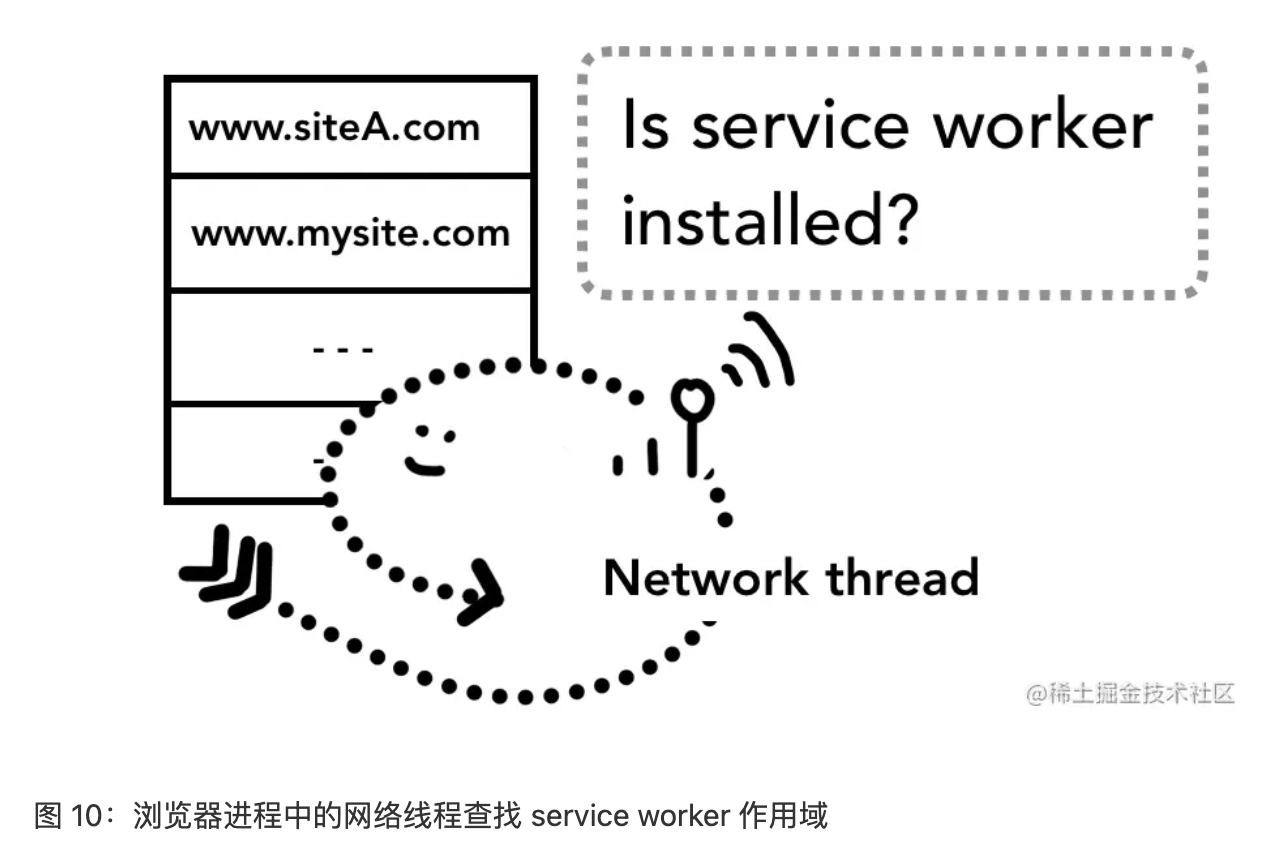 www.siteA.com
www.mysite.com
- - -
-
Is service worker
installed?
Network thread
@稀土掘金技术社区
图 10：浏览器进程中的网络线程查找 service worker 作用域